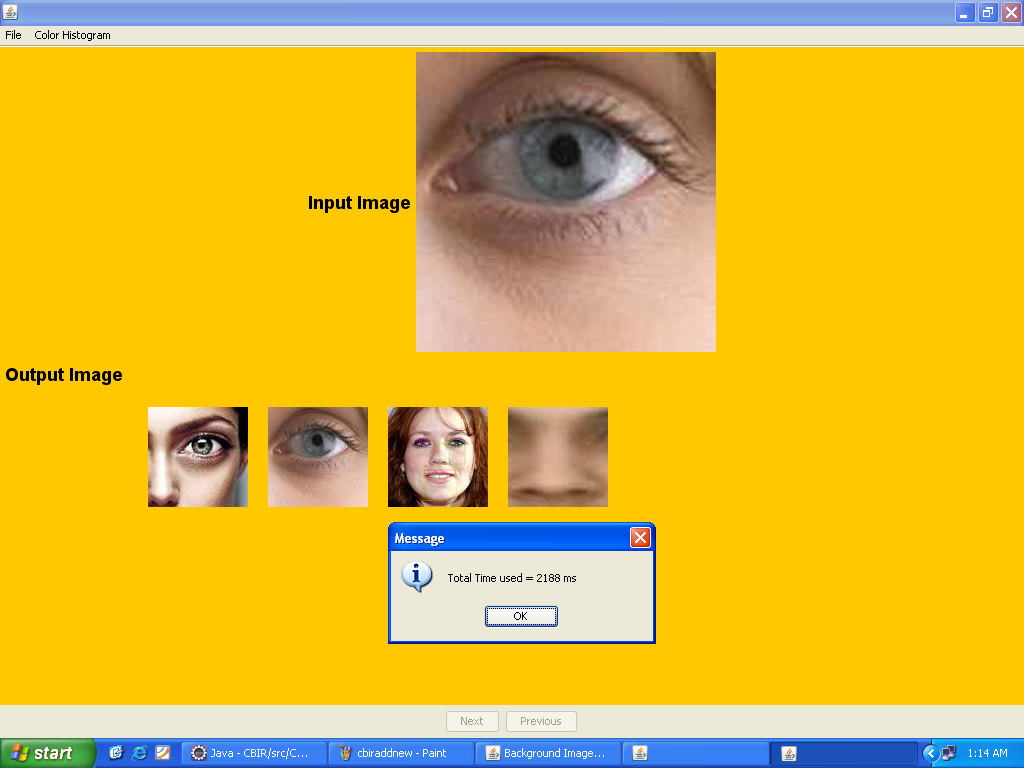 File Color Histogram
Input Image
Output Image
Message
Total Time used = 2188 ms
OK
Next Previous
start Java - CBIR/src/C... cbiraddnew - Paint Background Image... 1:14 AM